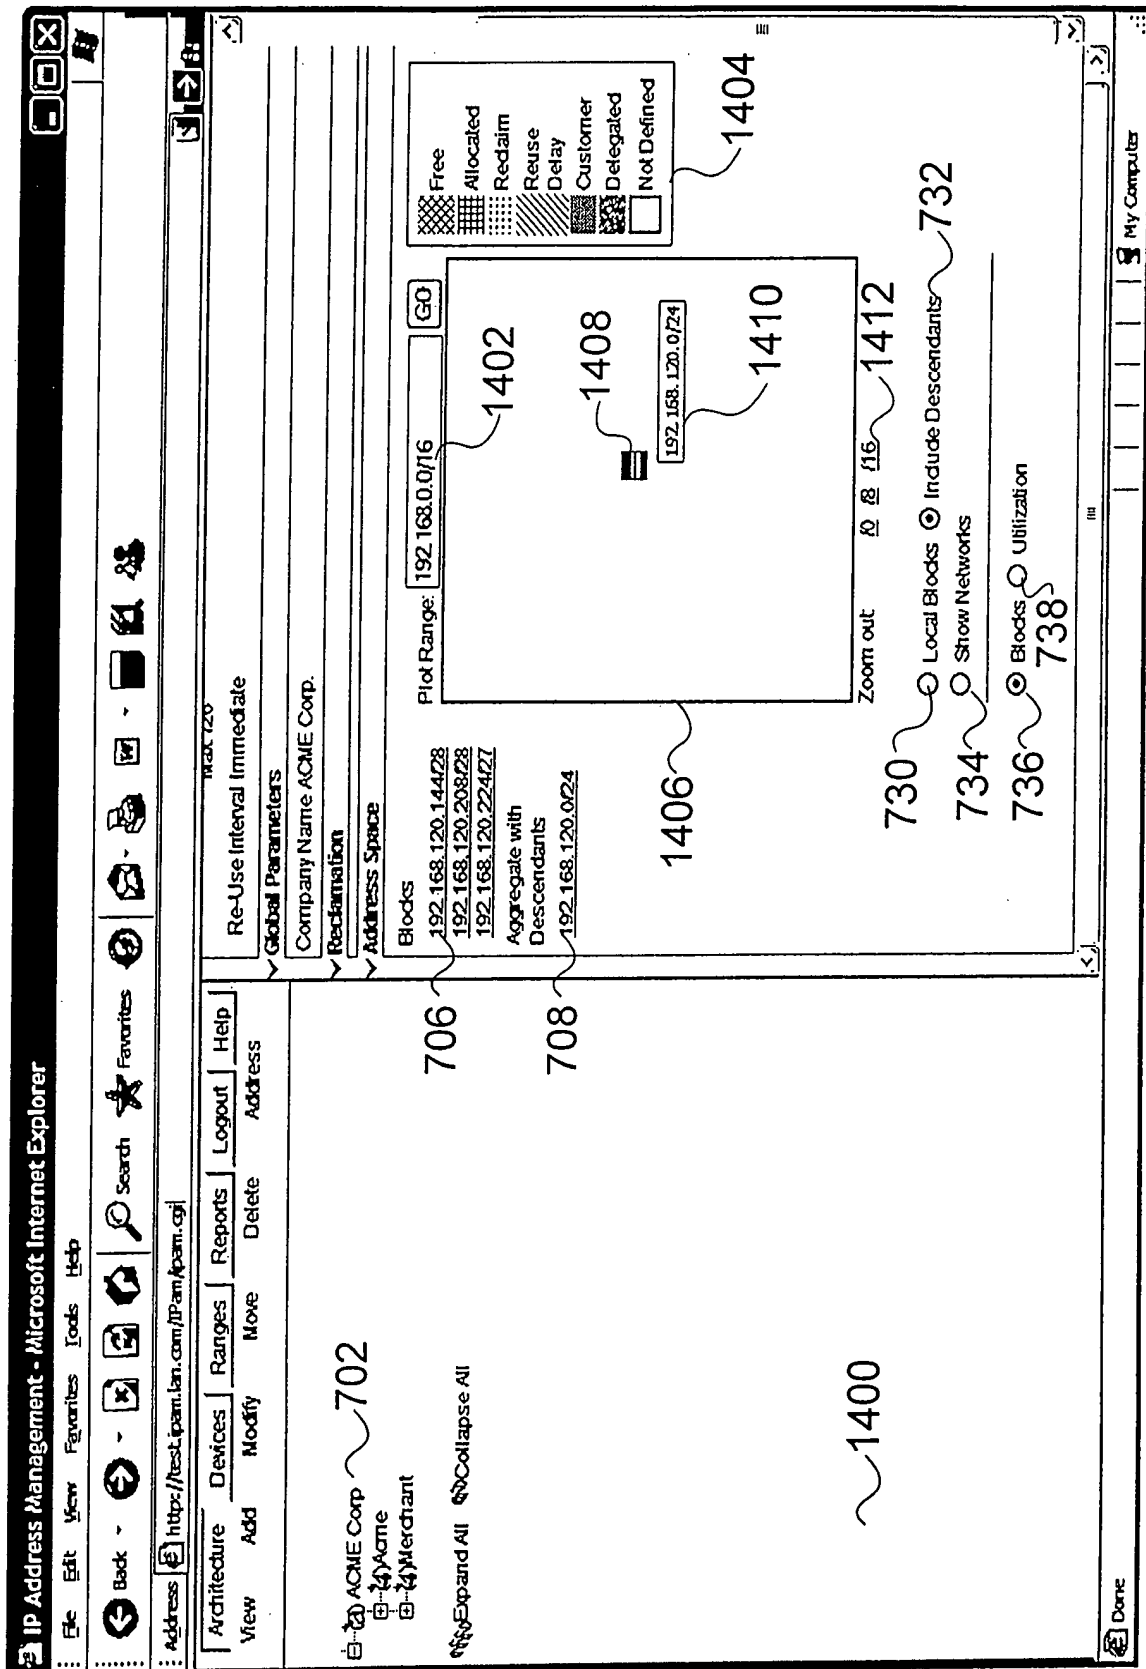 IP Address Management - Microsoft Internet Explorer
File Edit View Favorites Tools Help
Back Search Favorites
Address http://test.ipam.lan.com/IPam/ipam.cgi
Architecture Devices Ranges Reports Logout Help
View Add Modify Move Delete Address
ACME Corp 702
(4)Acme
(4)Merchant
Expand All Collapse All
1400
Max 720
Re-Use Interval Immediate
Global Parameters
Company Name ACME Corp.
Reclamation
Address Space
Blocks
192.168.120.144/28
192.168.120.208/28
192.168.120.224/27
706
Aggregate with
Descendants
192.168.120.0/24
708
Plot Range: 192.168.0.0/16 GO
1402
1408
192.168.120.0/24
1410
1406
Free
Allocated
Reclaim
Reuse
Delay
Customer
Delegated
Not Defined
1404
Zoom out: /0 /8 /16 1412
730 Local Blocks Include Descendants 732
734 Show Networks
736 Blocks Utilization
738
Done My Computer